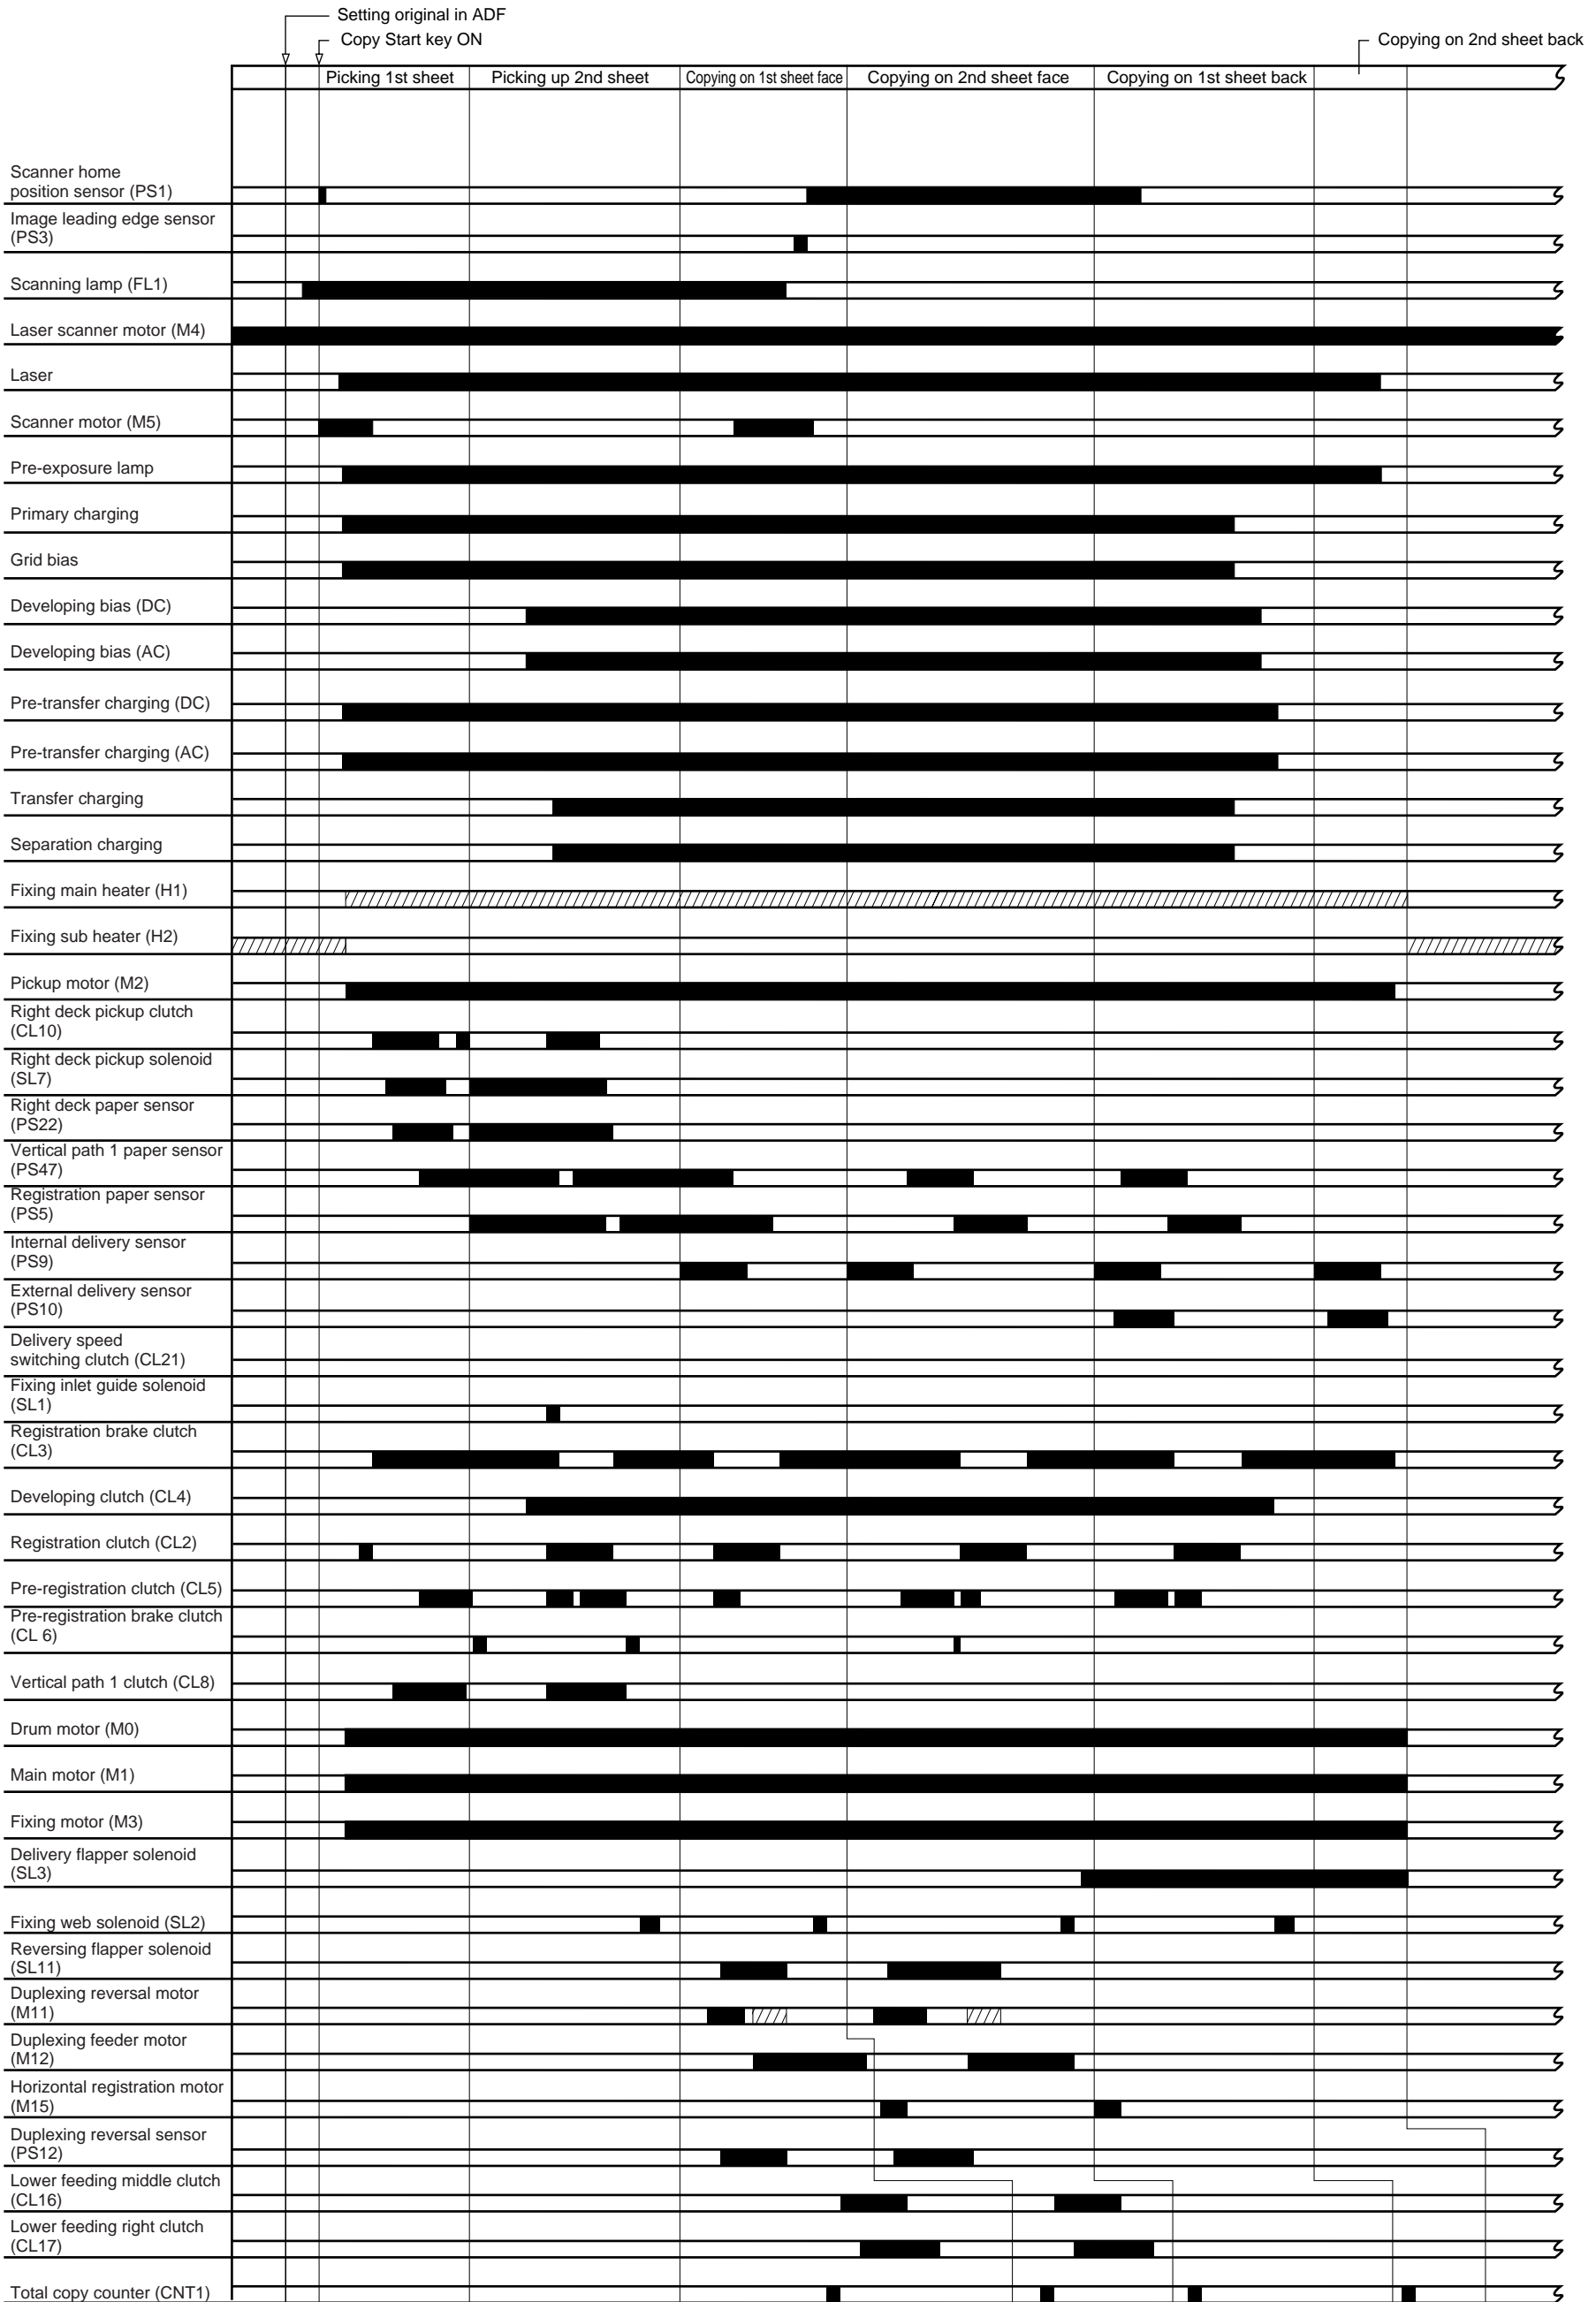 Setting original in ADF
Copy Start key ON
Copying on 2nd sheet back
Picking 1st sheet
Picking up 2nd sheet
Copying on 1st sheet face
Copying on 2nd sheet face
Copying on 1st sheet back
Scanner home
position sensor (PS1)
Image leading edge sensor
(PS3)
Scanning lamp (FL1)
Laser scanner motor (M4)
Laser
Scanner motor (M5)
Pre-exposure lamp
Primary charging
Grid bias
Developing bias (DC)
Developing bias (AC)
Pre-transfer charging (DC)
Pre-transfer charging (AC)
Transfer charging
Separation charging
Fixing main heater (H1)
Fixing sub heater (H2)
Pickup motor (M2)
Right deck pickup clutch
(CL10)
Right deck pickup solenoid
(SL7)
Right deck paper sensor
(PS22)
Vertical path 1 paper sensor
(PS47)
Registration paper sensor
(PS5)
Internal delivery sensor
(PS9)
External delivery sensor
(PS10)
Delivery speed
switching clutch (CL21)
Fixing inlet guide solenoid
(SL1)
Registration brake clutch
(CL3)
Developing clutch (CL4)
Registration clutch (CL2)
Pre-registration clutch (CL5)
Pre-registration brake clutch
(CL 6)
Vertical path 1 clutch (CL8)
Drum motor (M0)
Main motor (M1)
Fixing motor (M3)
Delivery flapper solenoid
(SL3)
Fixing web solenoid (SL2)
Reversing flapper solenoid
(SL11)
Duplexing reversal motor
(M11)
Duplexing feeder motor
(M12)
Horizontal registration motor
(M15)
Duplexing reversal sensor
(PS12)
Lower feeding middle clutch
(CL16)
Lower feeding right clutch
(CL17)
Total copy counter (CNT1)